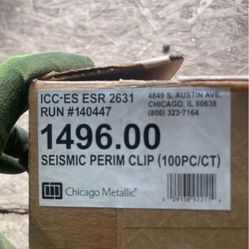 ICC-ES ESR 2631
RUN #140447
4849 S. AUSTIN AVE.
CHICAGO, IL 60638
(800) 323-7164
1496.00
SEISMIC PERIM CLIP (100PC/CT)
Chicago Metallic®